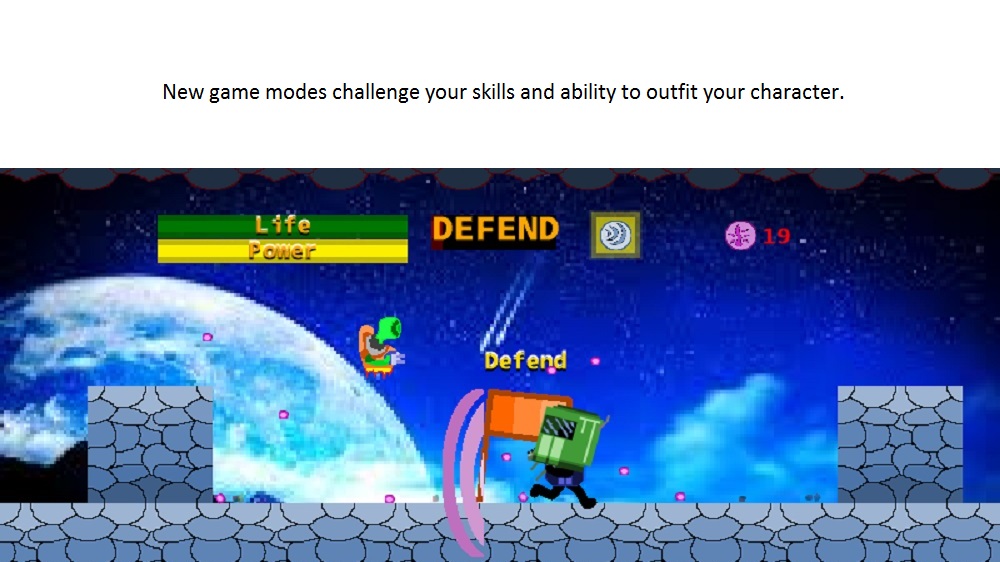 New game modes challenge your skills and ability to outfit your character.
Life
DEFEND
19
Power
Defend